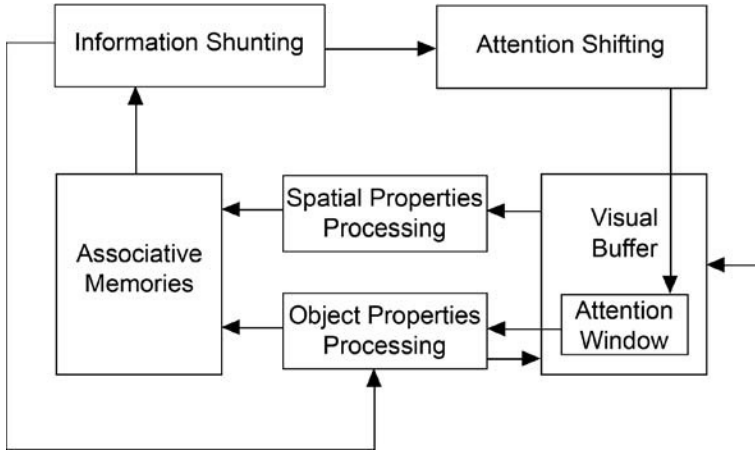 Information Shunting
Attention Shifting
Spatial Properties
Processing
Visual
Buffer
Associative
Memories
Object Properties
Processing
Attention
Window